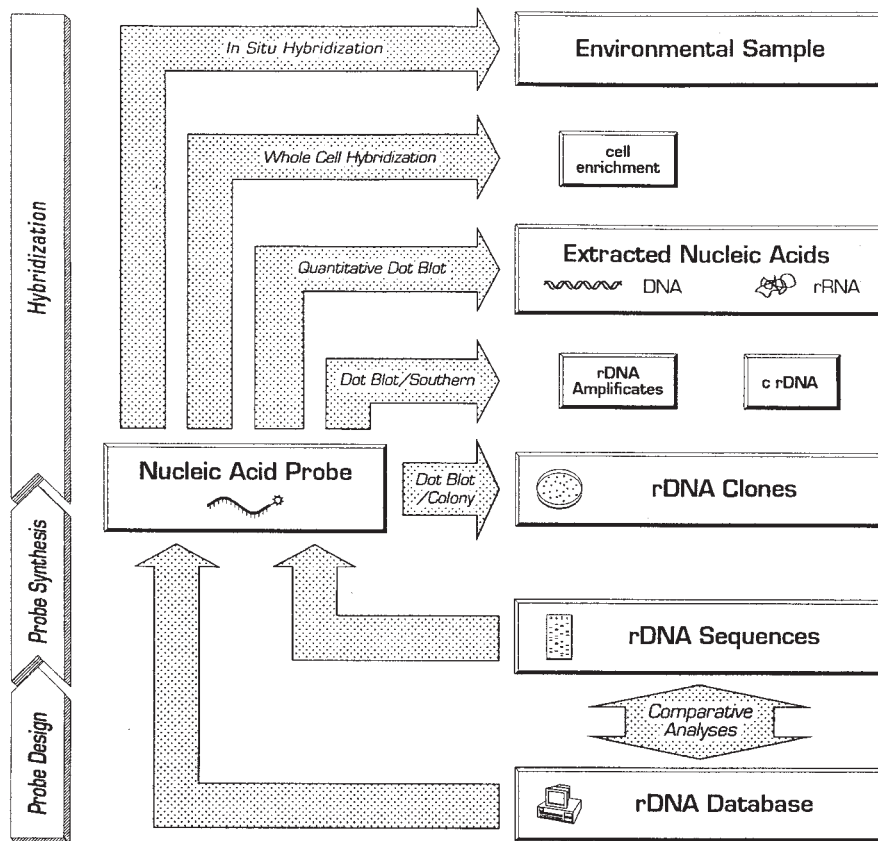 In Situ Hybridization
Environmental Sample
Whole Cell Hybridization
cell
enrichment
Hybridization
Quantitative Dot Blot
Extracted Nucleic Acids
DNA
rRNA
Dot Blot/Southern
rDNA
Amplificates
c rDNA
Nucleic Acid Probe
Dot Blot
/Colony
rDNA Clones
Probe Synthesis
rDNA Sequences
Comparative
Analyses
Probe Design
rDNA Database